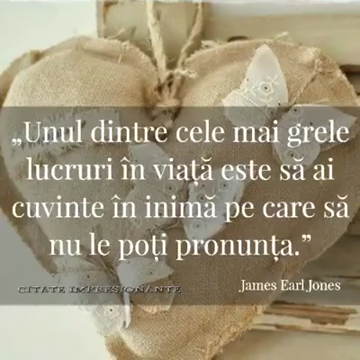 „Unul dintre cele mai grele
lucruri în viață este să ai
cuvinte în inimă pe care să
nu le poți pronunța.”
James Earl Jones
CITATE IMPRESIONANTE